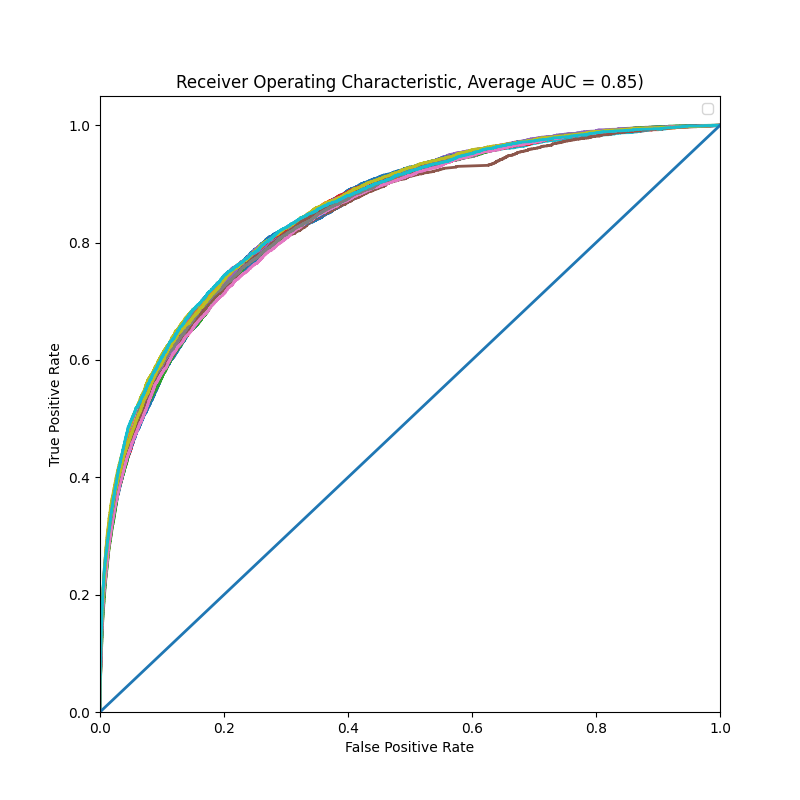 Receiver Operating Characteristic, Average AUC = 0.85)
1.0
0.8
0.6
0.4
0.2
0.0
True Positive Rate
0.0 0.2 0.4 0.6 0.8 1.0
False Positive Rate